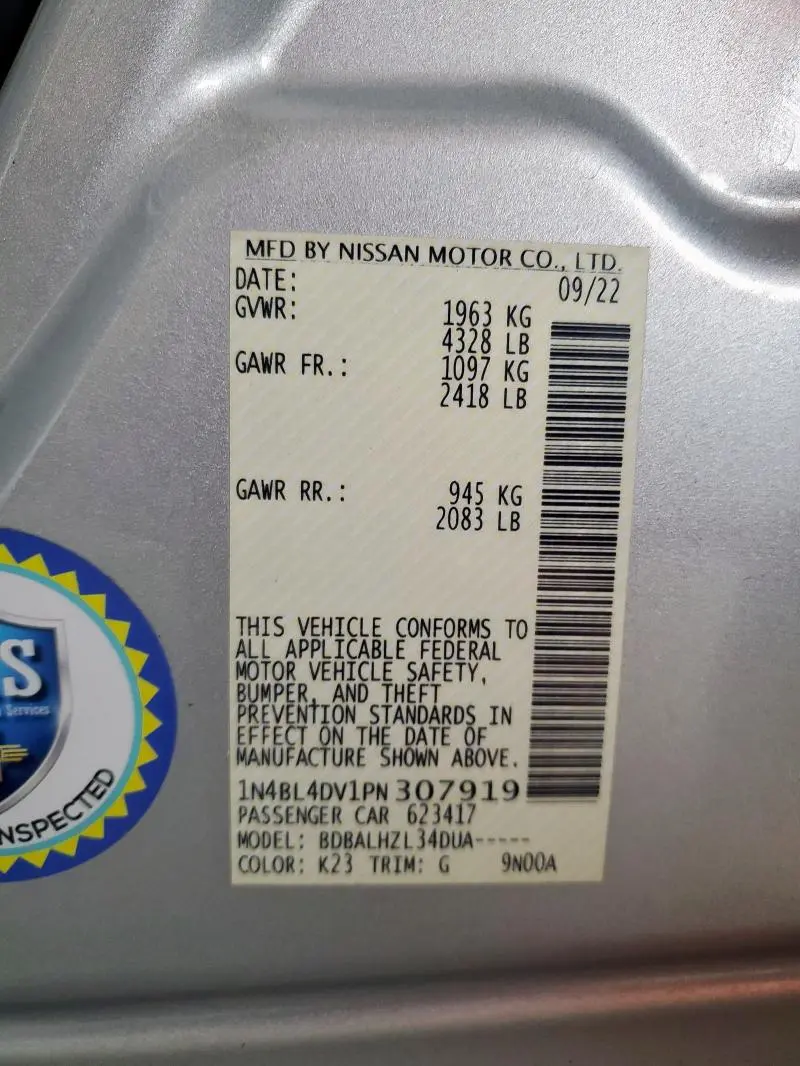 MFD BY NISSAN MOTOR CO., LTD.
DATE: 09/22
GVWR: 1963 KG
4328 LB
GAWR FR.: 1097 KG
2418 LB
GAWR RR.: 945 KG
2083 LB
THIS VEHICLE CONFORMS TO
ALL APPLICABLE FEDERAL
MOTOR VEHICLE SAFETY,
BUMPER, AND THEFT
PREVENTION STANDARDS IN
EFFECT ON THE DATE OF
MANUFACTURE SHOWN ABOVE.
1N4BL4DV1PN307919
PASSENGER CAR 623417
MODEL: BDBALHZL34DUA-----
COLOR: K23 TRIM: G 9N00A
S
Services
NSPECTED